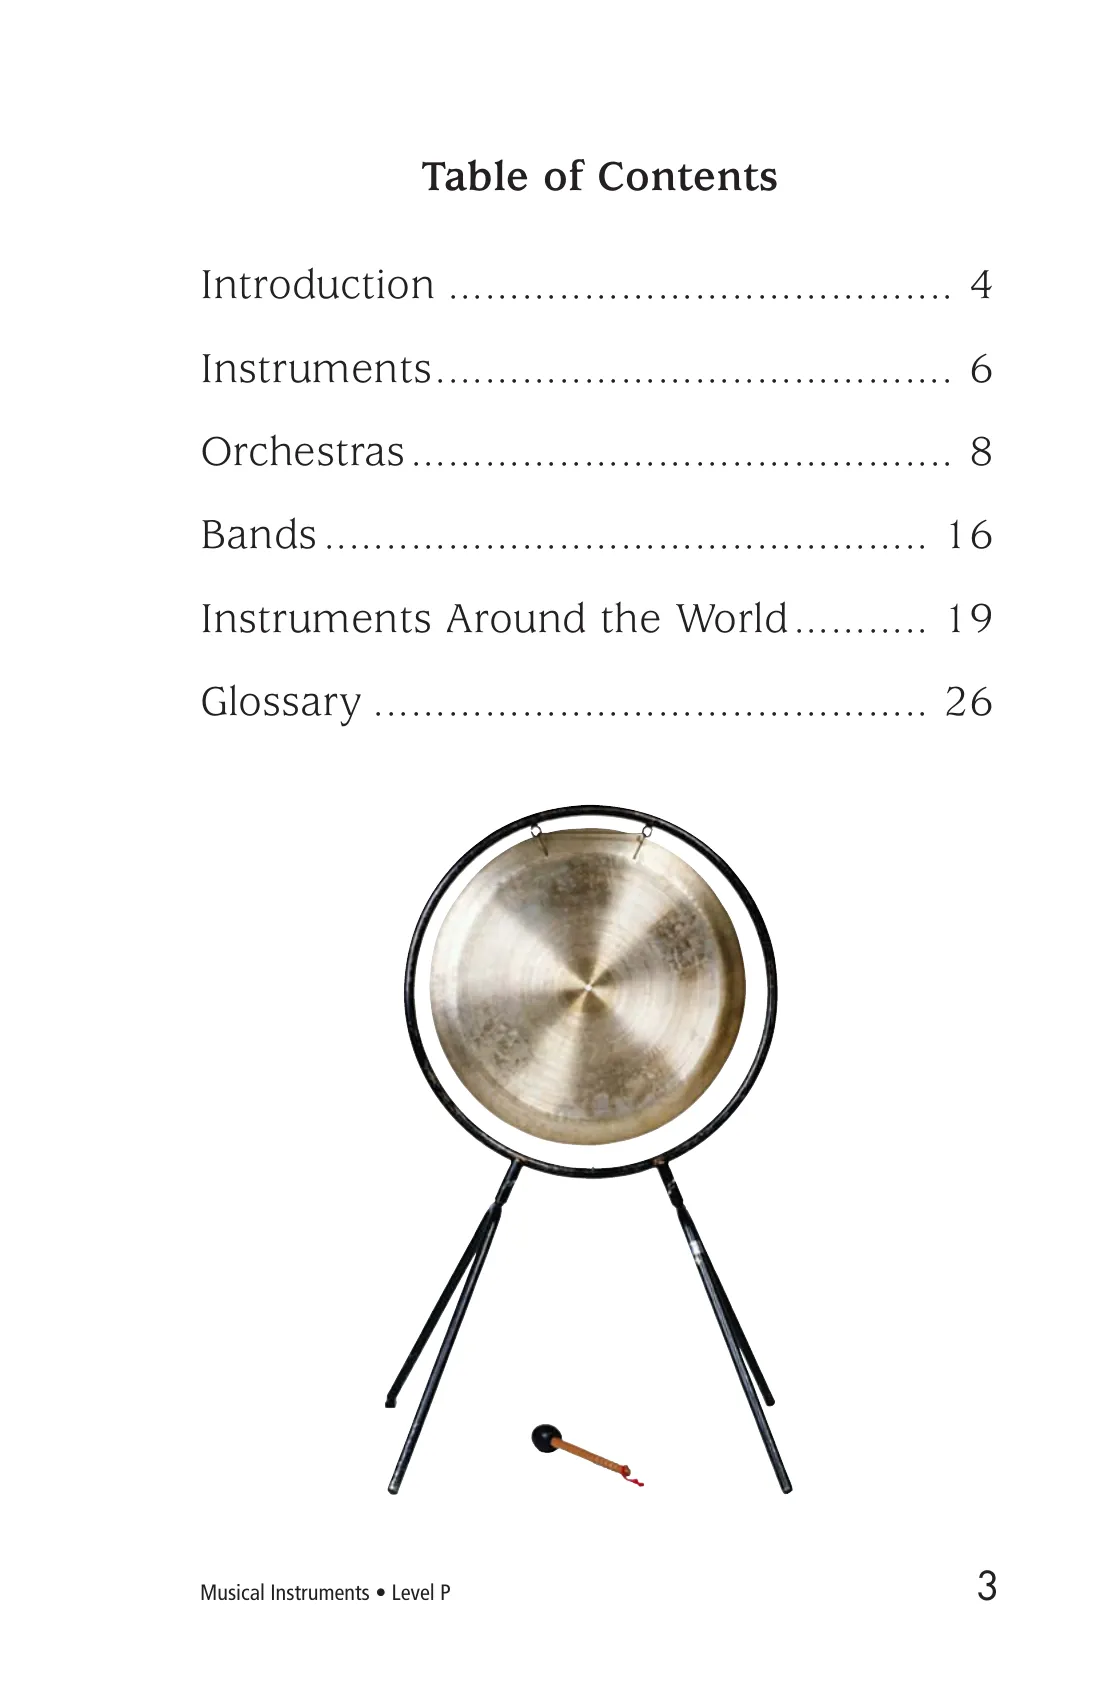 Table of Contents
Introduction ......................................... 4
Instruments.......................................... 6
Orchestras............................................ 8
Bands................................................. 16
Instruments Around the World........... 19
Glossary ............................................. 26
Musical Instruments • Level P
3